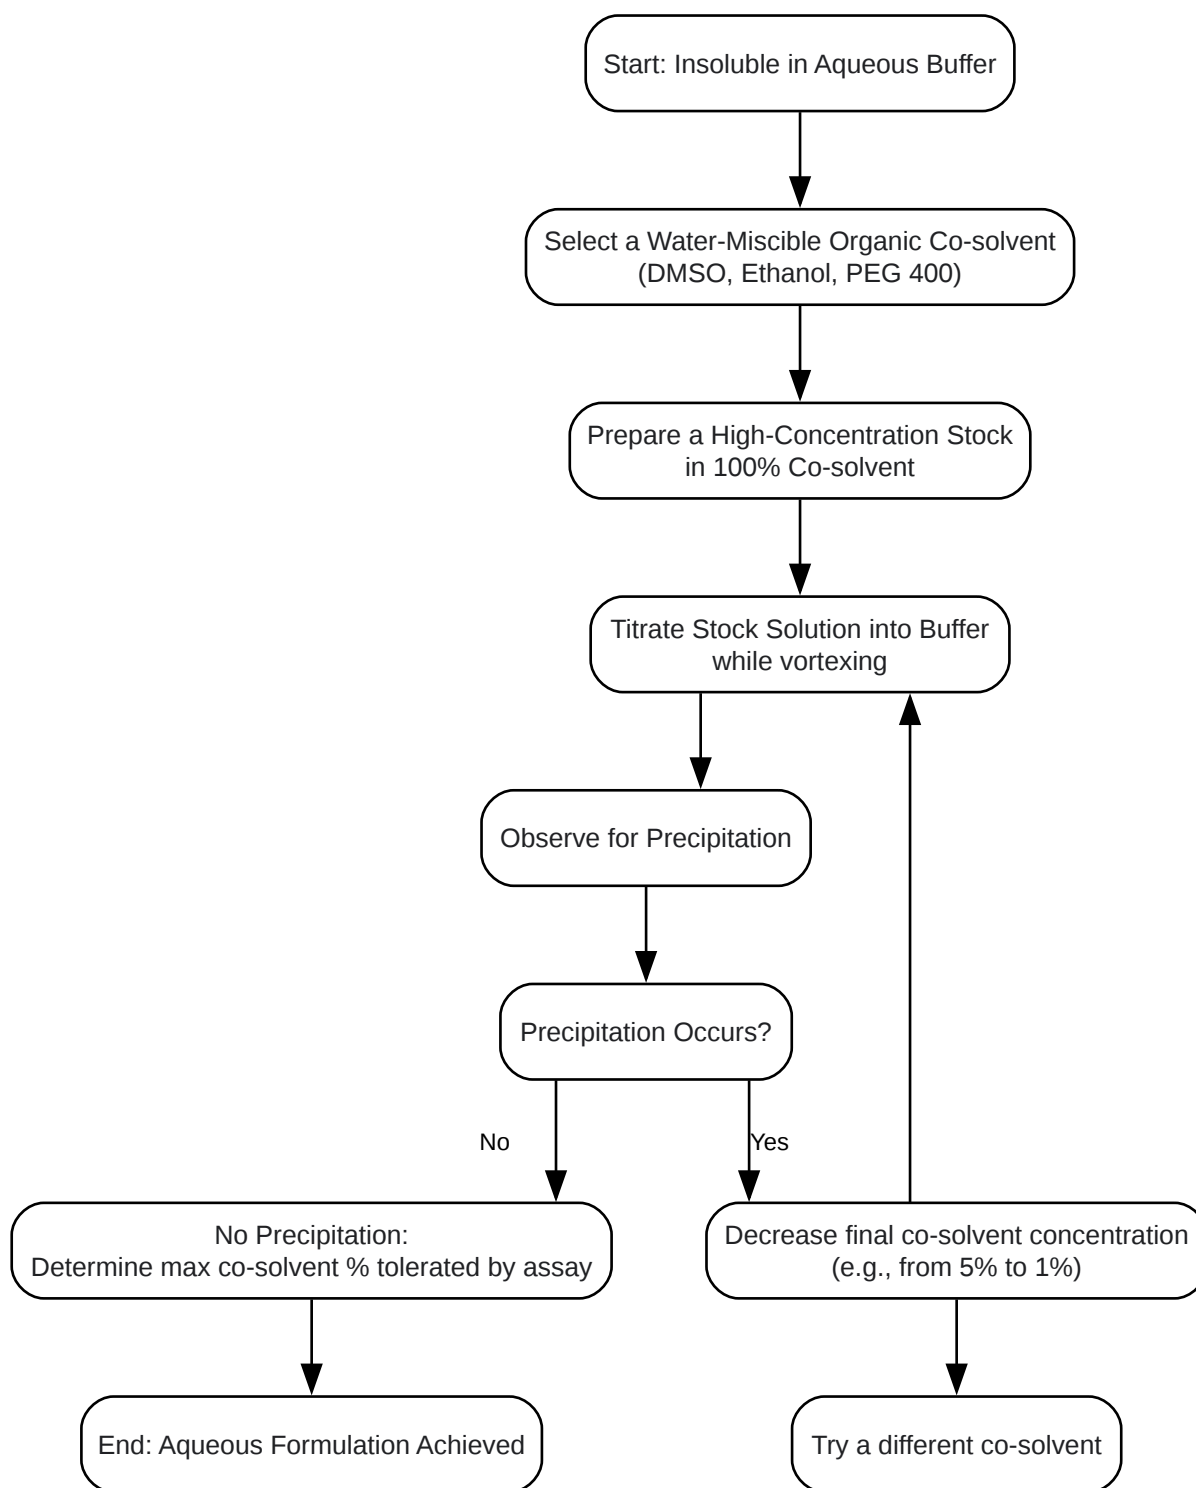 Start: Insoluble in Aqueous Buffer
Select a Water-Miscible Organic Co-solvent
(DMSO, Ethanol, PEG 400)
Prepare a High-Concentration Stock
in 100% Co-solvent
Titrate Stock Solution into Buffer
while vortexing
Observe for Precipitation
Precipitation Occurs?
No
Yes
No Precipitation:
Determine max co-solvent % tolerated by assay
Decrease final co-solvent concentration
(e.g., from 5% to 1%)
End: Aqueous Formulation Achieved
Try a different co-solvent